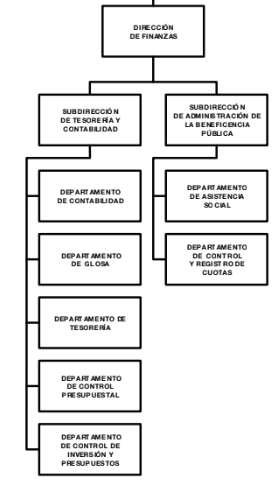 DIRECCIÓN
DE FINANZAS
SUBDIRECCIÓN
DE TESORERÍA Y
CONTABILIDAD
SUBDIRECCIÓN
DE ADMINISTRACIÓN DE
LA BENEFICENCIA
PÚBLICA
DEPARTAMENTO
DE CONTABILIDAD
DEPARTAMENTO
DE ASISTENCIA
SOCIAL
DEPARTAMENTO
DE GLOSA
DEPARTAMENTO
DE CONTROL
Y REGISTRO DE
CUOTAS
DEPARTAMENTO DE
TESORERÍA
DEPARTAMENTO
DE CONTROL
PRESUPUESTAL
DEPARTAMENTO
DE CONTROL DE
INVERSIÓN Y
PRESUPUESTOS